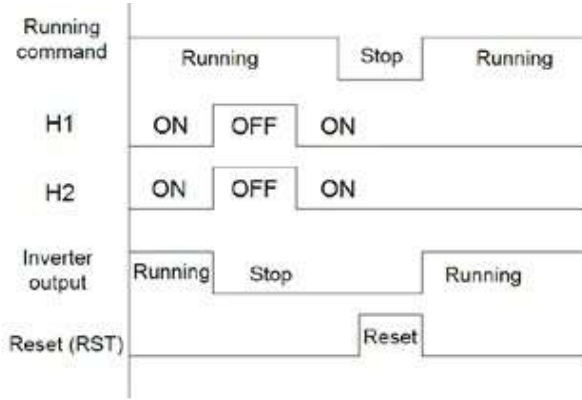 Running
command
Running
Stop
Running
H1
ON
OFF
ON
H2
ON
OFF
ON
Inverter
output
Running
Stop
Running
Reset (RST)
Reset